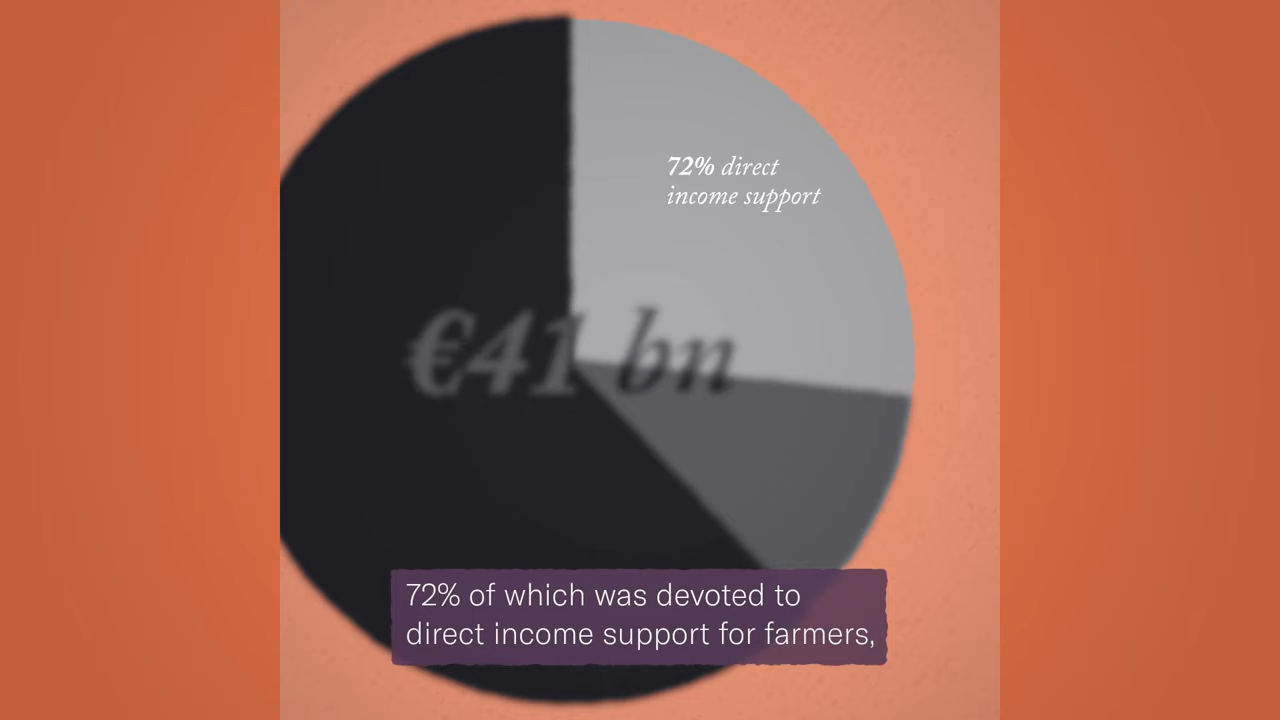 72% direct
income support
€41 bn
72% of which was devoted to
direct income support for farmers,